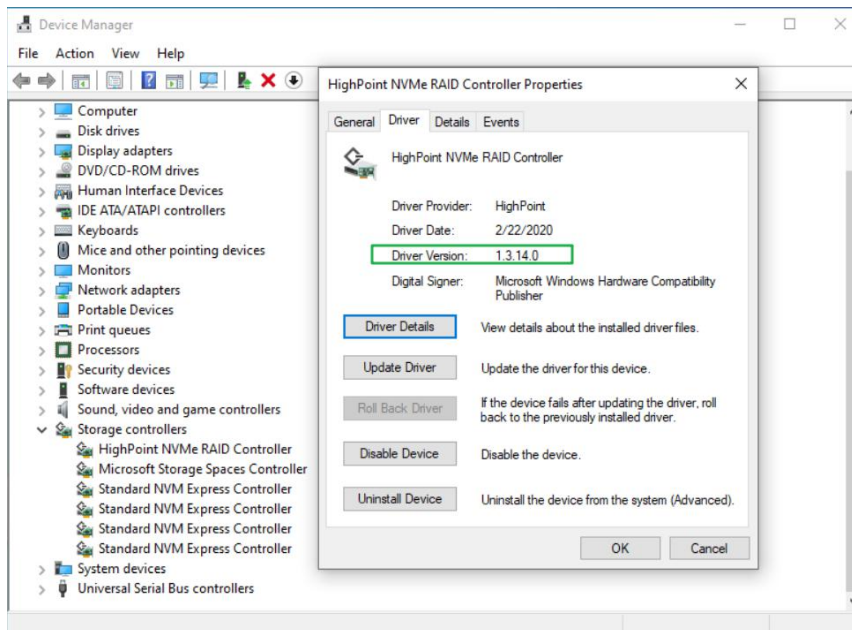 Device Manager
File Action View Help
Computer
Disk drives
Display adapters
DVD/CD-ROM drives
Human Interface Devices
IDE ATA/ATAPI controllers
Keyboards
Mice and other pointing devices
Monitors
Network adapters
Portable Devices
Print queues
Processors
Security devices
Software devices
Sound, video and game controllers
Storage controllers
HighPoint NVMe RAID Controller
Microsoft Storage Spaces Controller
Standard NVM Express Controller
Standard NVM Express Controller
Standard NVM Express Controller
Standard NVM Express Controller
System devices
Universal Serial Bus controllers
HighPoint NVMe RAID Controller Properties
General Driver Details Events
HighPoint NVMe RAID Controller
Driver Provider: HighPoint
Driver Date: 2/22/2020
Driver Version: 1.3.14.0
Digital Signer: Microsoft Windows Hardware Compatibility
Publisher
Driver Details View details about the installed driver files.
Update Driver Update the driver for this device.
Roll Back Driver If the device fails after updating the driver, roll
back to the previously installed driver.
Disable Device Disable the device.
Uninstall Device Uninstall the device from the system (Advanced).
OK Cancel